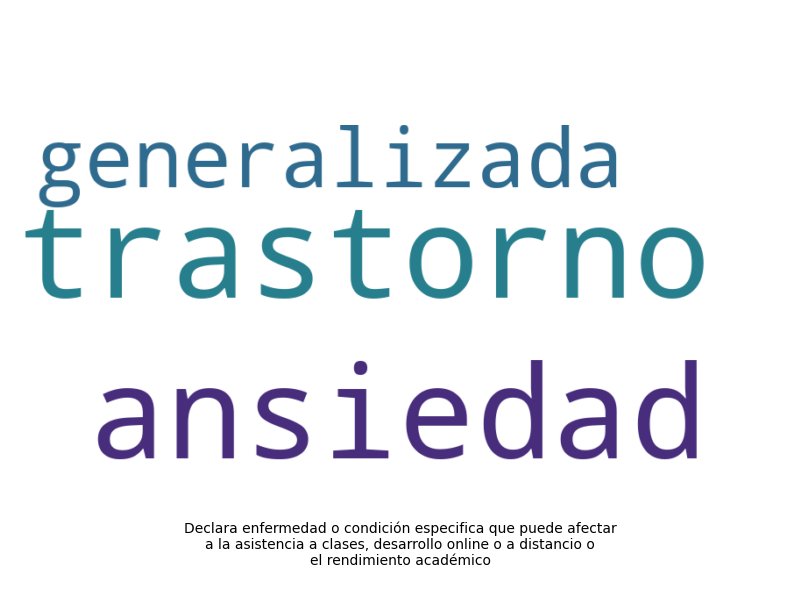 generalizada
trastorno
ansiedad
Declara enfermedad o condición especifica que puede afectar
a la asistencia a clases, desarrollo online o a distancio o
el rendimiento académico